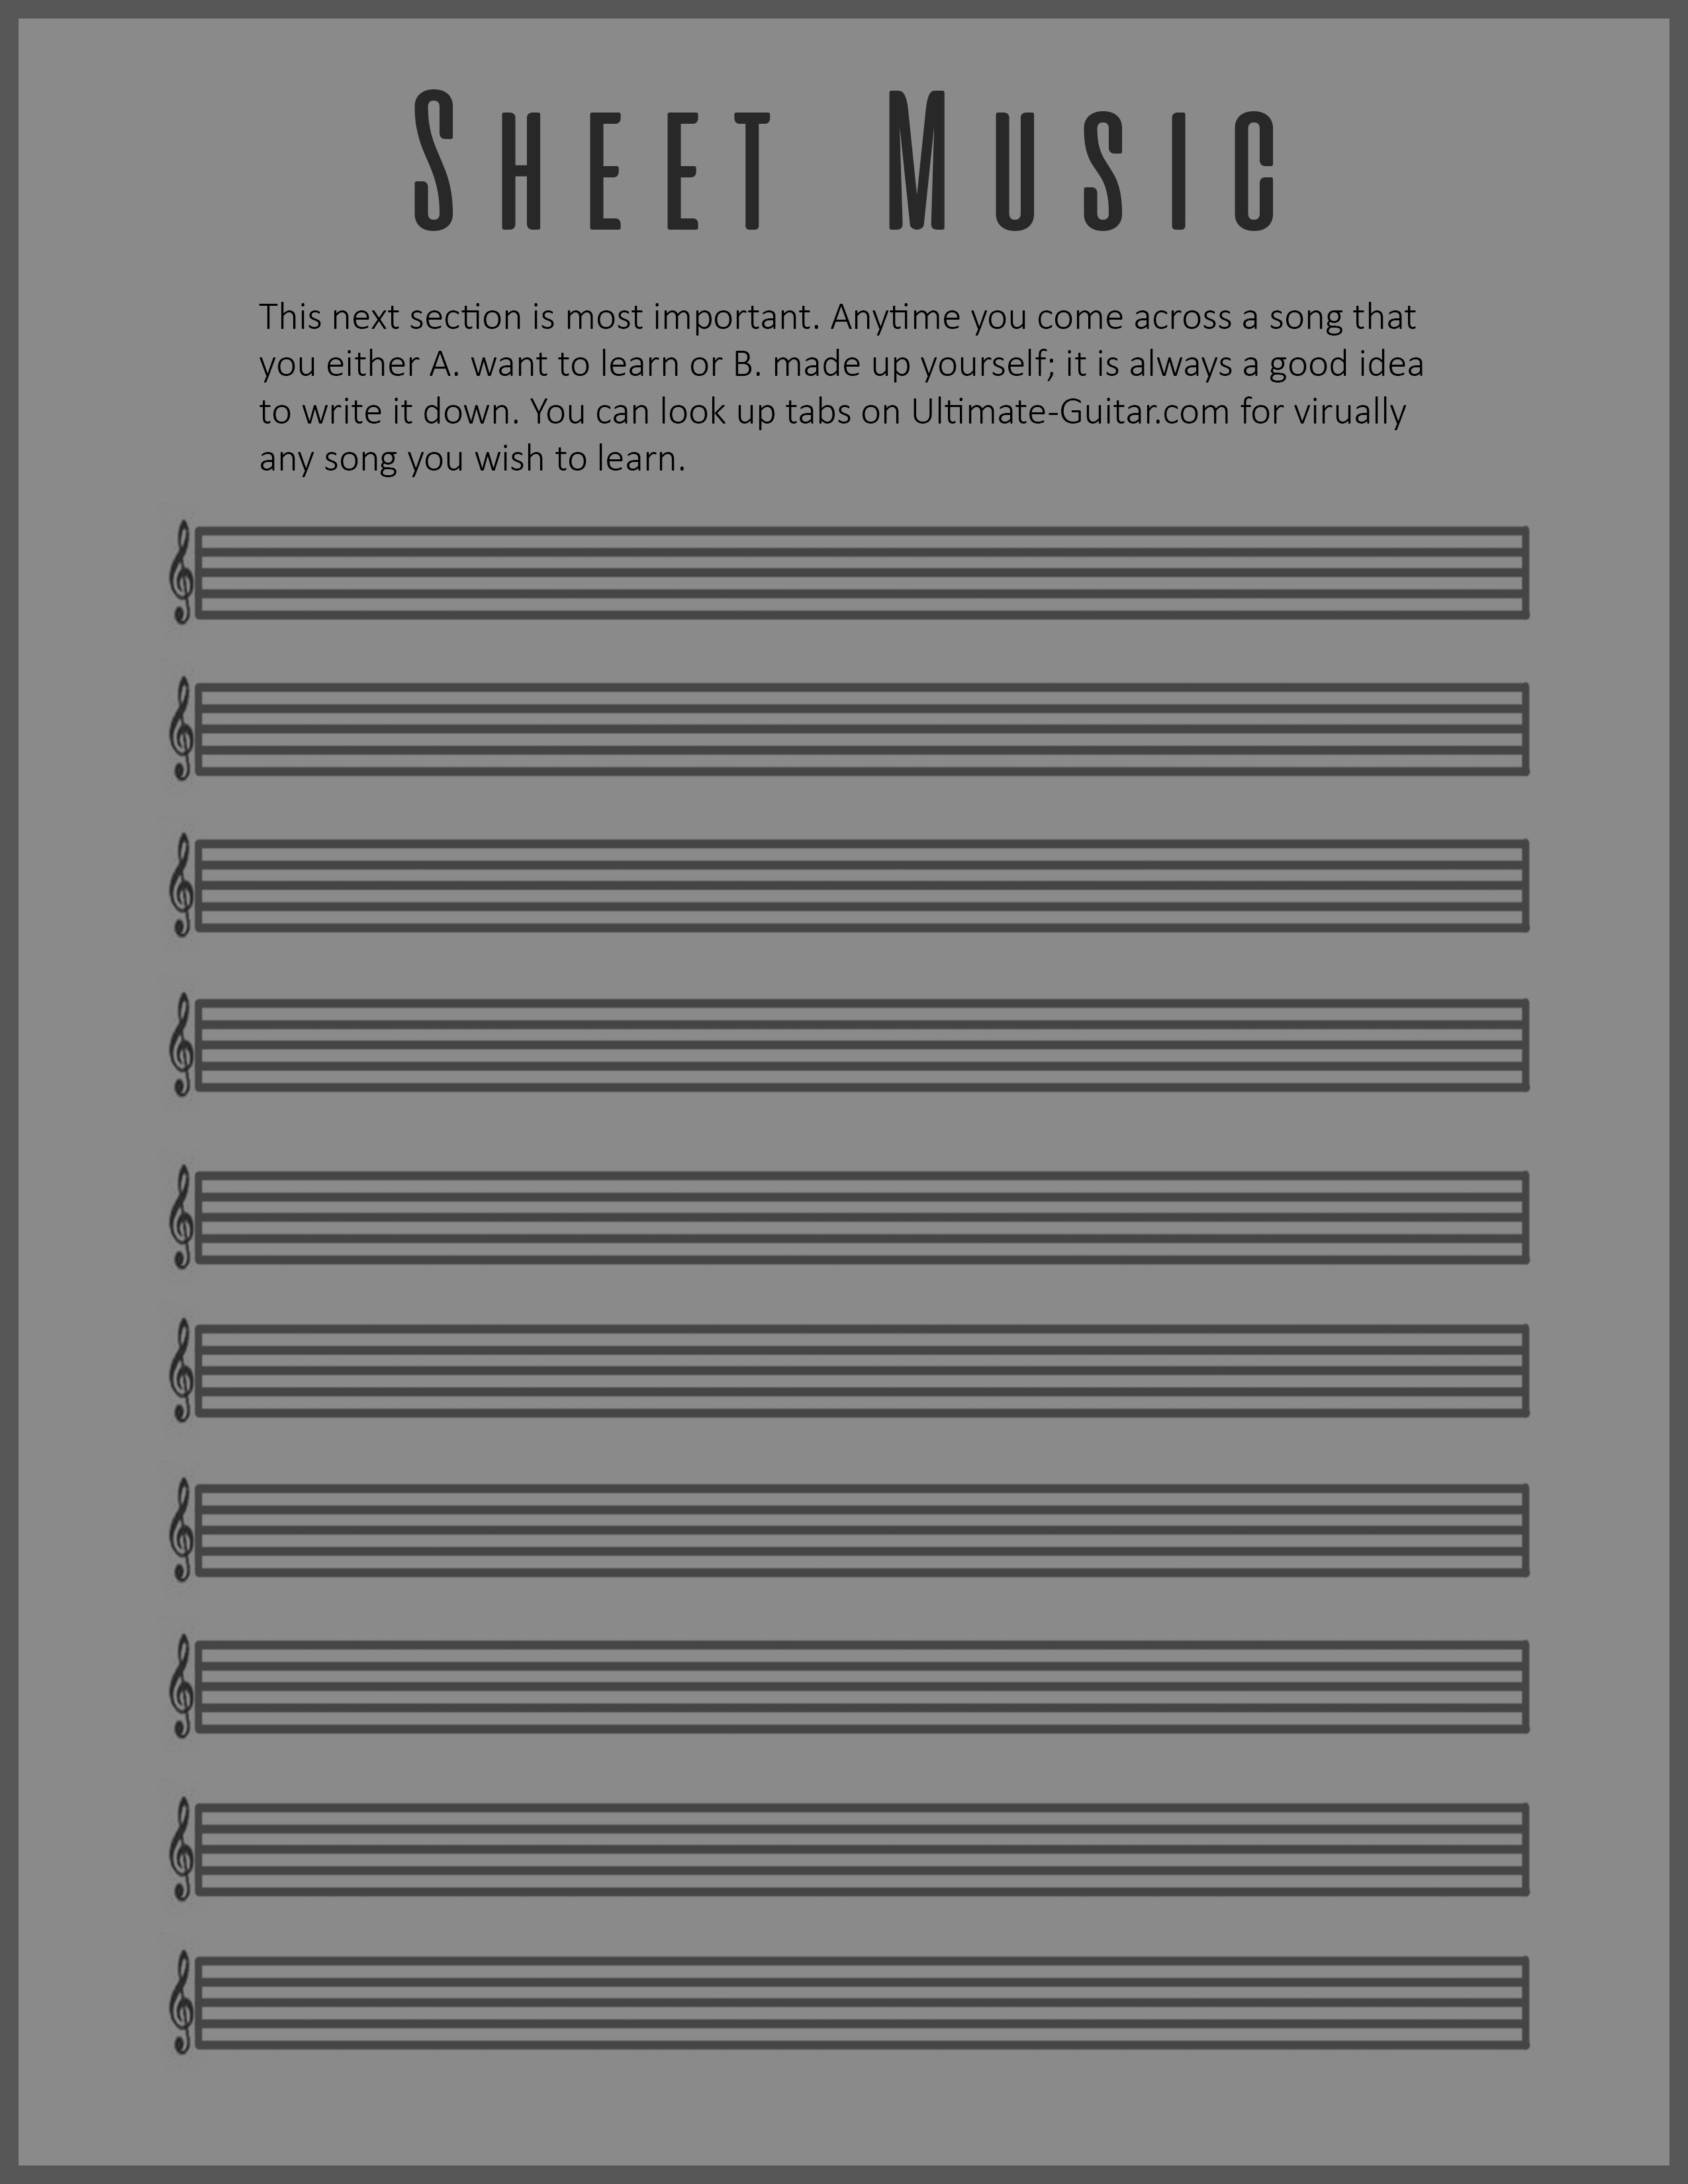 Sheet Music
This next section is most important. Anytime you come across a song that
you either A. want to learn or B. made up yourself; it is always a good idea
to write it down. You can look up tabs on Ultimate-Guitar.com for virually
any song you wish to learn.